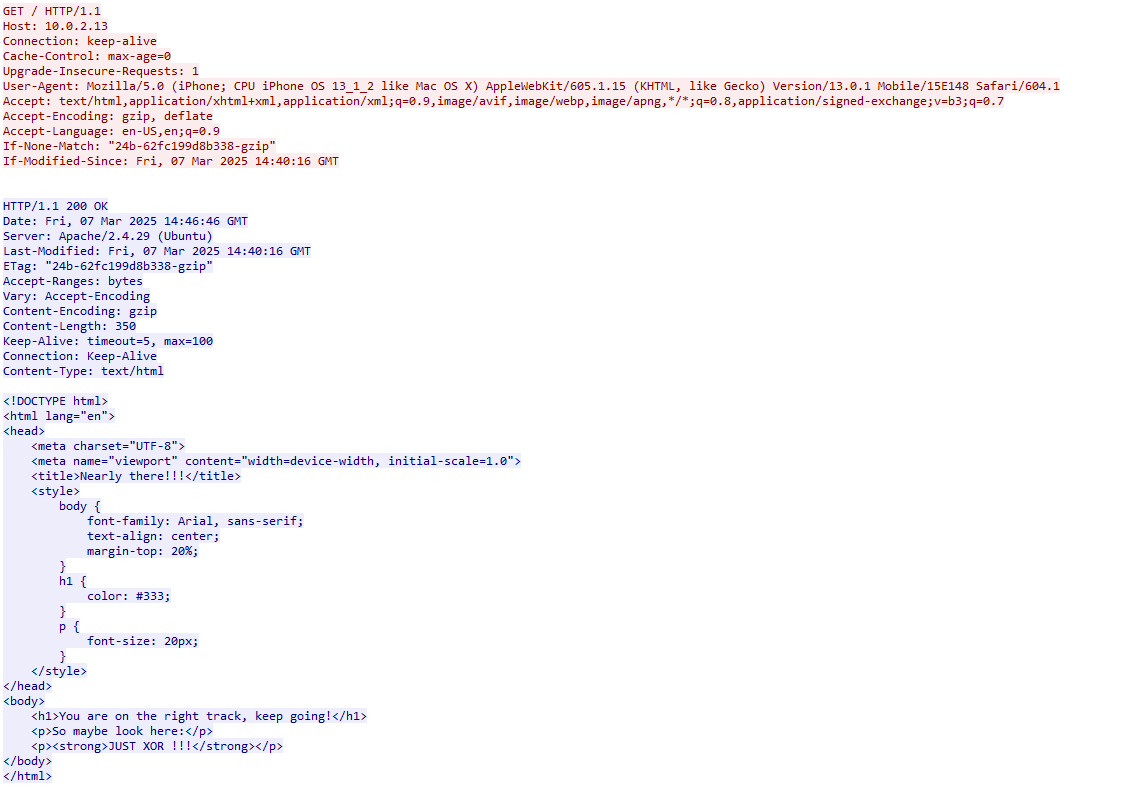 GET / HTTP/1.1
Host: 10.0.2.13
Connection: keep-alive
Cache-Control: max-age=0
Upgrade-Insecure-Requests: 1
User-Agent: Mozilla/5.0 (iPhone; CPU iPhone OS 13_1_2 like Mac OS X) AppleWebKit/605.1.15 (KHTML, like Gecko) Version/13.0.1 Mobile/15E148 Safari/604.1
Accept: text/html,application/xhtml+xml,application/xml;q=0.9,image/avif,image/webp,image/apng,*/*;q=0.8,application/signed-exchange;v=b3;q=0.7
Accept-Encoding: gzip, deflate
Accept-Language: en-US,en;q=0.9
If-None-Match: "24b-62fc199d8b338-gzip"
If-Modified-Since: Fri, 07 Mar 2025 14:40:16 GMT

HTTP/1.1 200 OK
Date: Fri, 07 Mar 2025 14:46:46 GMT
Server: Apache/2.4.29 (Ubuntu)
Last-Modified: Fri, 07 Mar 2025 14:40:16 GMT
ETag: "24b-62fc199d8b338-gzip"
Accept-Ranges: bytes
Vary: Accept-Encoding
Content-Encoding: gzip
Content-Length: 350
Keep-Alive: timeout=5, max=100
Connection: Keep-Alive
Content-Type: text/html

<!DOCTYPE html>
<html lang="en">
<head>
    <meta charset="UTF-8">
    <meta name="viewport" content="width=device-width, initial-scale=1.0">
    <title>Nearly there!!!</title>
    <style>
        body {
            font-family: Arial, sans-serif;
            text-align: center;
            margin-top: 20%;
        }
        h1 {
            color: #333;
        }
        p {
            font-size: 20px;
        }
    </style>
</head>
<body>
    <h1>You are on the right track, keep going!</h1>
    <p>So maybe look here:</p>
    <p><strong>JUST XOR !!!</strong></p>
</body>
</html>